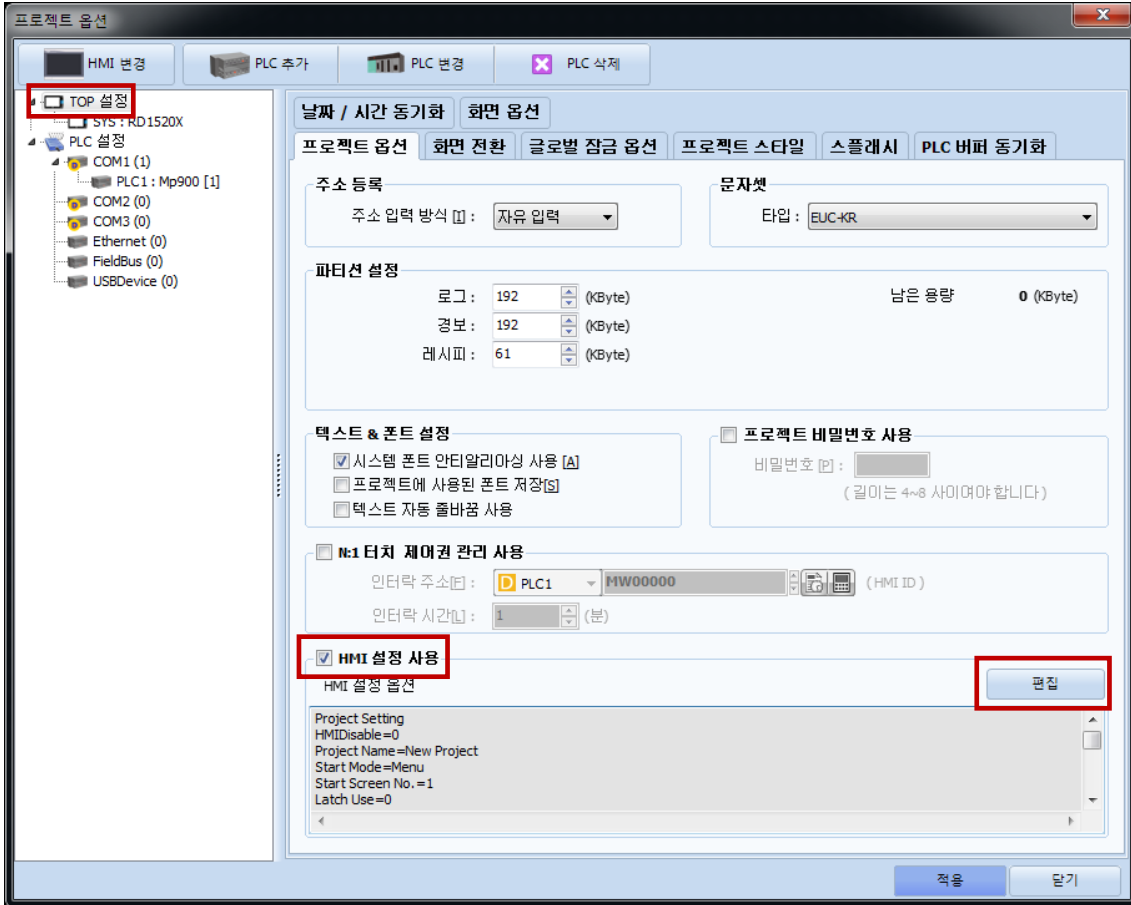 프로젝트 옵션
HMI 변경
PLC 추가
PLC 변경
PLC 삭제
TOP 설정
SYS : RD1520X
PLC 설정
COM1 (1)
PLC1 : Mp900 [1]
COM2 (0)
COM3 (0)
Ethernet (0)
FieldBus (0)
USBDevice (0)
날짜 / 시간 동기화
화면 옵션
프로젝트 옵션
화면 전환
글로벌 잠금 옵션
프로젝트 스타일
스플래시
PLC 버퍼 동기화
주소 등록
주소 입력 방식 [I] : 자유 입력
문자셋
타입 : EUC-KR
파티션 설정
로그 : 192 (KByte)
남은 용량 0 (KByte)
경보 : 192 (KByte)
레시피 : 61 (KByte)
텍스트 & 폰트 설정
시스템 폰트 안티알리아싱 사용 [A]
프로젝트에 사용된 폰트 저장[S]
텍스트 자동 줄바꿈 사용
프로젝트 비밀번호 사용
비밀번호 [P] :
( 길이는 4~8 사이여야 합니다 )
N:1 터치 제어권 관리 사용
인터락 주소[F] : D PLC1 MW00000 ( HMI ID )
인터락 시간[L] : 1 (분)
HMI 설정 사용
HMI 설정 옵션
편집
Project Setting
HMIDisable=0
Project Name=New Project
Start Mode=Menu
Start Screen No.=1
Latch Use=0
적용
닫기